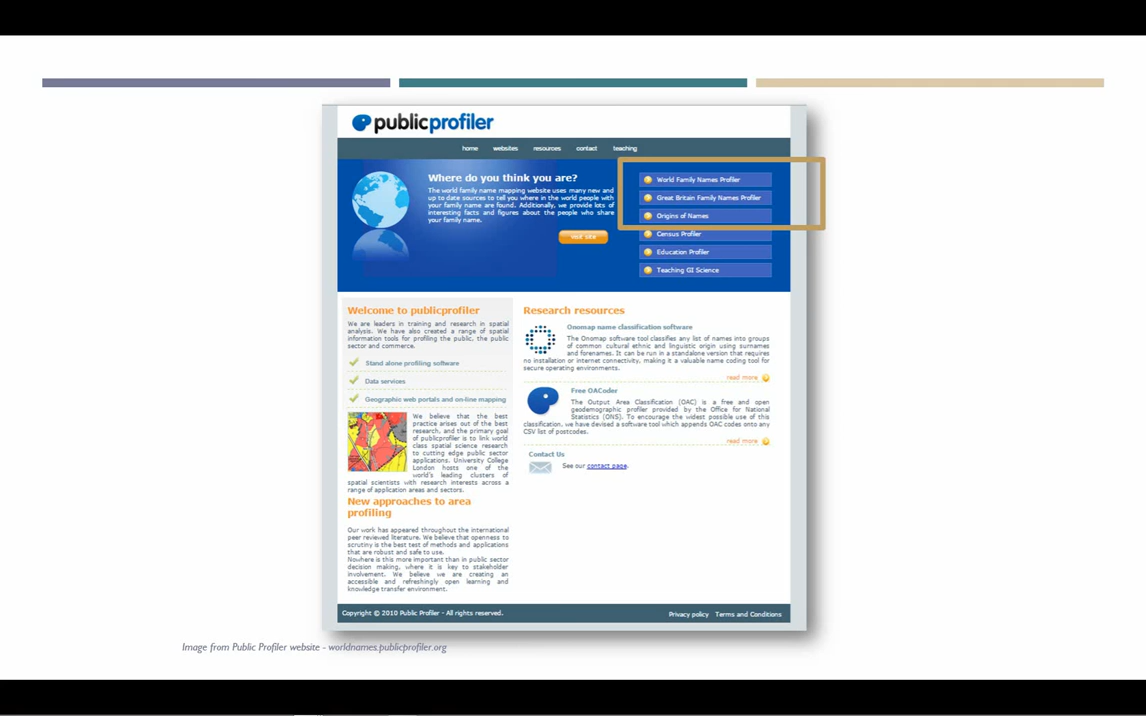 publicprofiler
home websites resources contact teaching
Where do you think you are?
The world family name mapping website uses many new and
up to date sources to tell you where in the world people with
your family name are found. Additionally, we provide lots of
interesting facts and figures about the people who share
your family name.
visit site
World Family Names Profiler
Great Britain Family Names Profiler
Origins of Names
Census Profiler
Education Profiler
Teaching GI Science
Welcome to publicprofiler
We are leaders in training and research in spatial
analysis. We have also created a range of spatial
information tools for profiling the public, the public
sector and commerce.
Stand alone profiling software
Data services
Geographic web portals and on-line mapping
We believe that the best
practice arises out of the best
research, and the primary goal
of publicprofiler is to link world
class spatial science research
to cutting edge public sector
applications. University College
London hosts one of the
world's leading clusters of
spatial scientists with research interests across a
range of application areas and sectors.
New approaches to area
profiling
Our work has appeared throughout the international
peer reviewed literature. We believe that openness to
scrutiny is the best test of methods and applications
that are robust and safe to use.
Nowhere is this more important than in public sector
decision making, where it is key to stakeholder
involvement. We believe we are creating an
accessible and refreshingly open learning and
knowledge transfer environment.
Research resources
Onomap name classification software
The Onomap software tool classifies any list of names into groups
of common cultural ethnic and linguistic origin using surnames
and forenames. It can be run in a standalone version that requires
no installation or internet connectivity, making it a valuable name coding tool for
secure operating environments.
read more
Free OACoder
The Output Area Classification (OAC) is a free and open
geodemographic profiler provided by the Office for National
Statistics (ONS). To encourage the widest possible use of this
classification, we have devised a software tool which appends OAC codes onto any
CSV list of postcodes.
read more
Contact Us
See our contact page.
Copyright © 2010 Public Profiler - All rights reserved.
Privacy policy Terms and Conditions
Image from Public Profiler website - worldnames.publicprofiler.org